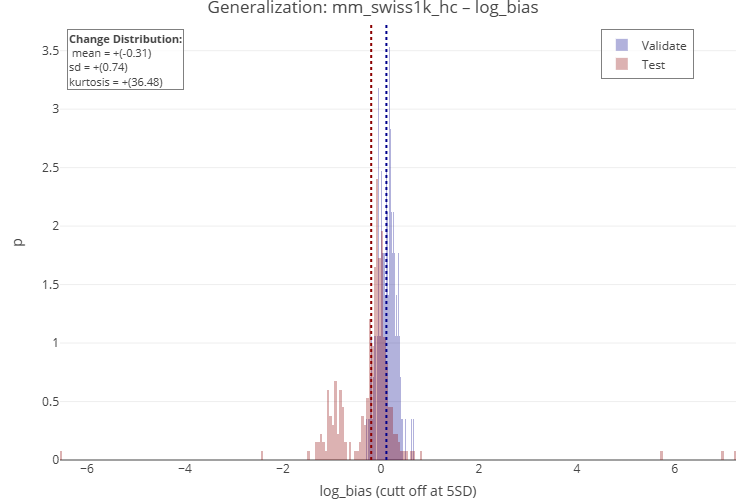 Generalization: mm_swiss1k_hc – log_bias
Change Distribution:
mean = +(-0.31)
sd = +(0.74)
kurtosis = +(36.48)
Validate
Test
3.5
3
2.5
2
1.5
1
0.5
0
p
−6
−4
−2
0
2
4
6
log_bias (cutt off at 5SD)